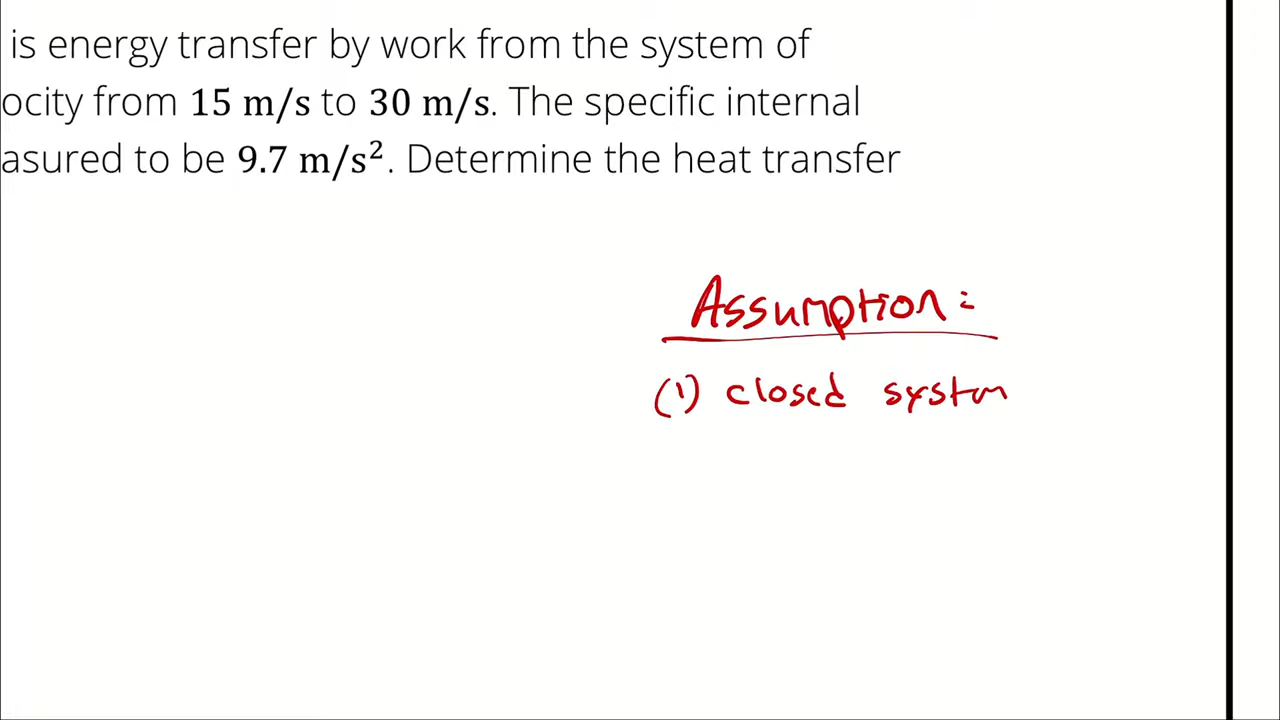 is energy transfer by work from the system of
ocity from 15 m/s to 30 m/s. The specific internal
asured to be 9.7 m/s². Determine the heat transfer
Assumption:
(1) closed system